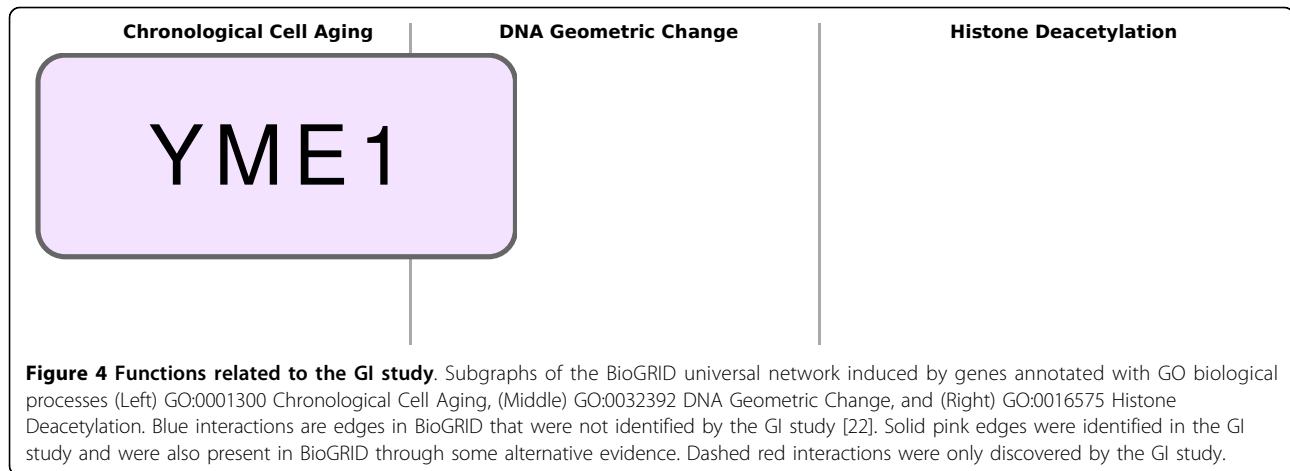 Chronological Cell Aging DNA Geometric Change Histone Deacetylation
YME1
Figure 4 Functions related to the GI study. Subgraphs of the BioGRID universal network induced by genes annotated with GO biological
processes (Left) GO:0001300 Chronological Cell Aging, (Middle) GO:0032392 DNA Geometric Change, and (Right) GO:0016575 Histone
Deacetylation. Blue interactions are edges in BioGRID that were not identified by the GI study [22]. Solid pink edges were identified in the GI
study and were also present in BioGRID through some alternative evidence. Dashed red interactions were only discovered by the GI study.